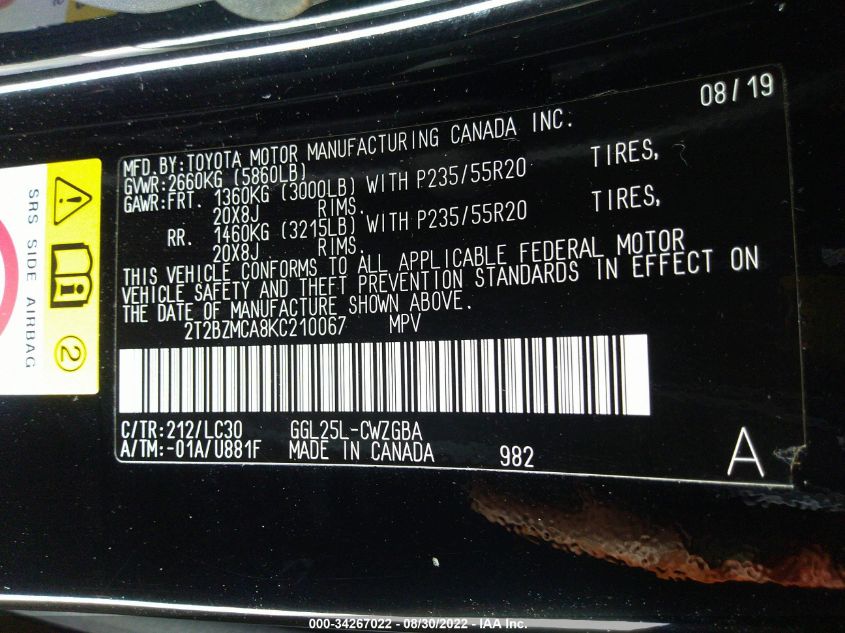 08/19
MFD.BY:TOYOTA MOTOR MANUFACTURING CANADA INC.
GVWR:2660KG (5860LB)
GAWR:FRT. 1360KG (3000LB) WITH P235/55R20 TIRES,
20X8J RIMS.
RR. 1460KG (3215LB) WITH P235/55R20 TIRES,
20X8J RIMS.
THIS VEHICLE CONFORMS TO ALL APPLICABLE FEDERAL MOTOR
VEHICLE SAFETY AND THEFT PREVENTION STANDARDS IN EFFECT ON
THE DATE OF MANUFACTURE SHOWN ABOVE.
2T2BZMCA8KC210067 MPV
C/TR:212/LC30 GGL25L-CWZGBA
A/TM:-01A/U881F MADE IN CANADA 982 A
SRS SIDE AIRBAG
2
000-34267022 - 08/30/2022 - IAA Inc.